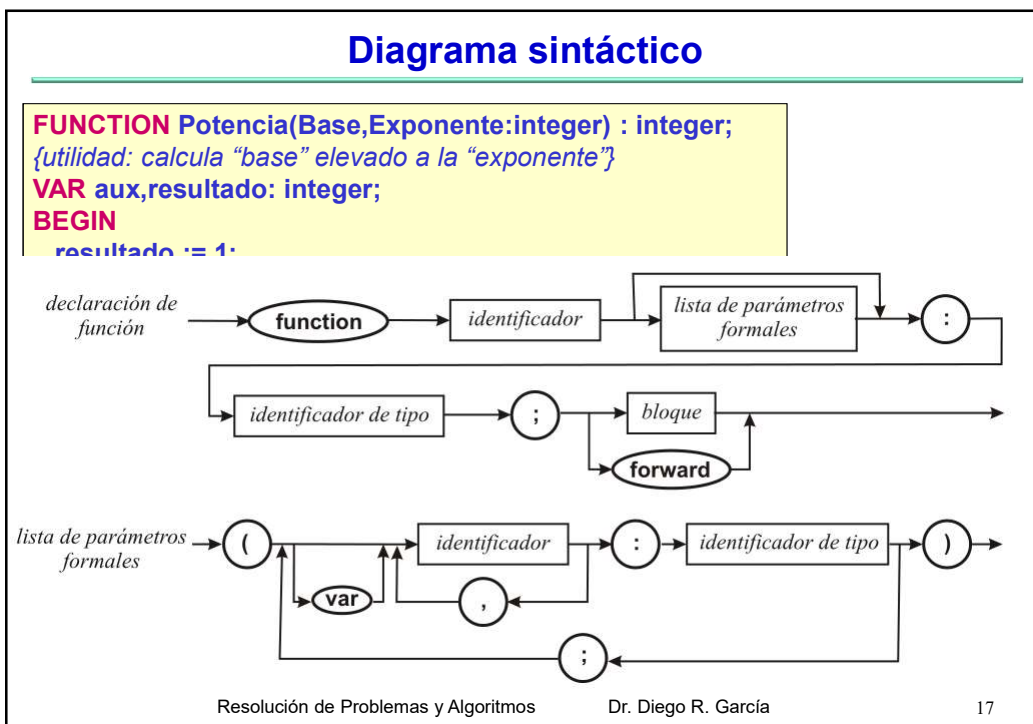 Diagrama sintáctico
FUNCTION Potencia(Base,Exponente:integer) : integer;
{utilidad: calcula “base” elevado a la “exponente”}
VAR aux,resultado: integer;
BEGIN
resultado := 1;
declaración de
función
function
identificador
lista de parámetros
formales
:
identificador de tipo
;
bloque
forward
lista de parámetros
formales
(
var
identificador
,
:
identificador de tipo
)
;
Resolución de Problemas y Algoritmos Dr. Diego R. García 17